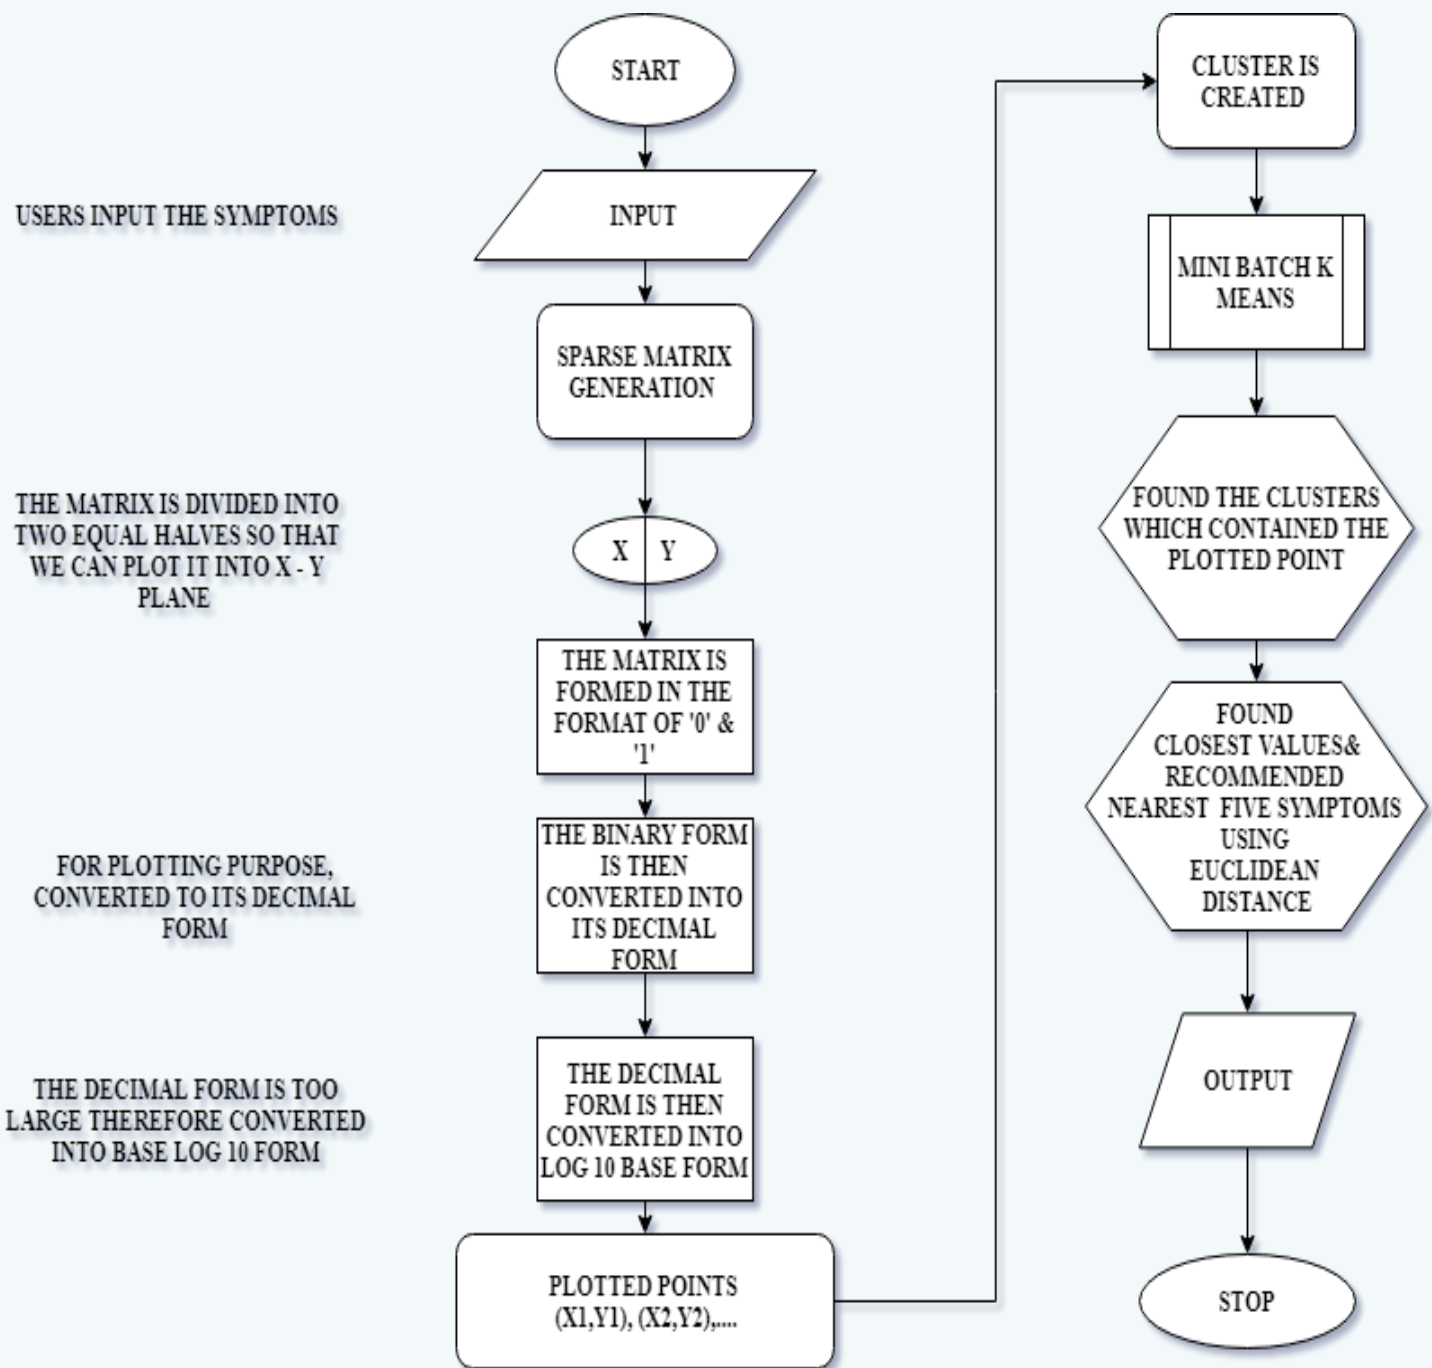 START
USERS INPUT THE SYMPTOMS
INPUT
SPARSE MATRIX
GENERATION
THE MATRIX IS DIVIDED INTO
TWO EQUAL HALVES SO THAT
WE CAN PLOT IT INTO X - Y
PLANE
X Y
THE MATRIX IS
FORMED IN THE
FORMAT OF '0' &
'1'
FOR PLOTTING PURPOSE,
CONVERTED TO ITS DECIMAL
FORM
THE BINARY FORM
IS THEN
CONVERTED INTO
ITS DECIMAL
FORM
THE DECIMAL FORM IS TOO
LARGE THEREFORE CONVERTED
INTO BASE LOG 10 FORM
THE DECIMAL
FORM IS THEN
CONVERTED INTO
LOG 10 BASE FORM
PLOTTED POINTS
(X1,Y1), (X2,Y2),....
CLUSTER IS
CREATED
MINI BATCH K
MEANS
FOUND THE CLUSTERS
WHICH CONTAINED THE
PLOTTED POINT
FOUND
CLOSEST VALUES&
RECOMMENDED
NEAREST FIVE SYMPTOMS
USING
EUCLIDEAN
DISTANCE
OUTPUT
STOP